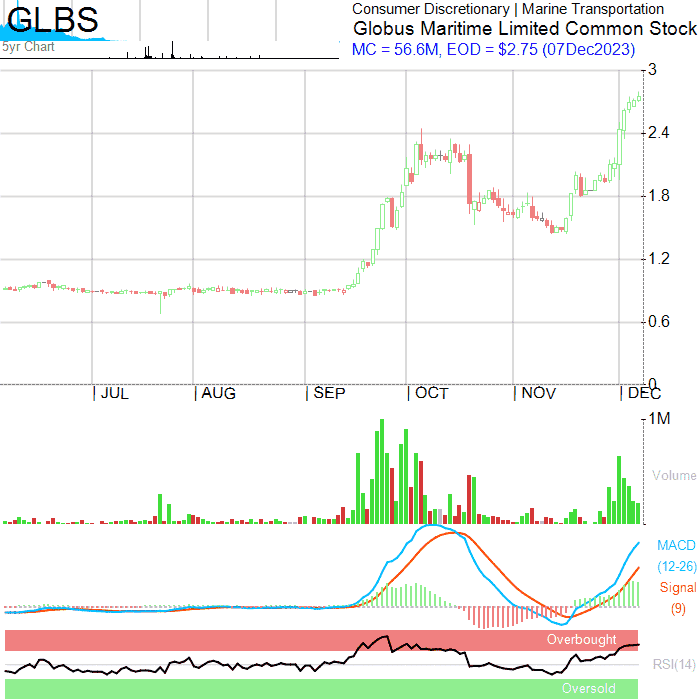 GLBS
5yr Chart
Consumer Discretionary | Marine Transportation
Globus Maritime Limited Common Stock
MC = 56.6M, EOD = $2.75 (07Dec2023)
3
2.4
1.8
1.2
0.6
0
JUL AUG SEP OCT NOV DEC
1M
Volume
MACD
(12-26)
Signal
(9)
Overbought
RSI(14)
Oversold